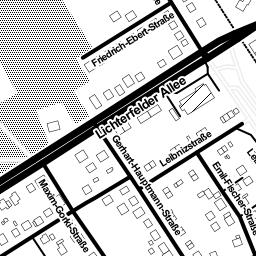 Friedrich-Ebert-Straße
Lichterfelder Allee
Leibnizstraße
Gerhart-Hauptmann-Straße
Emil-Fischer-Straße
Maxim-Gorki-Straße